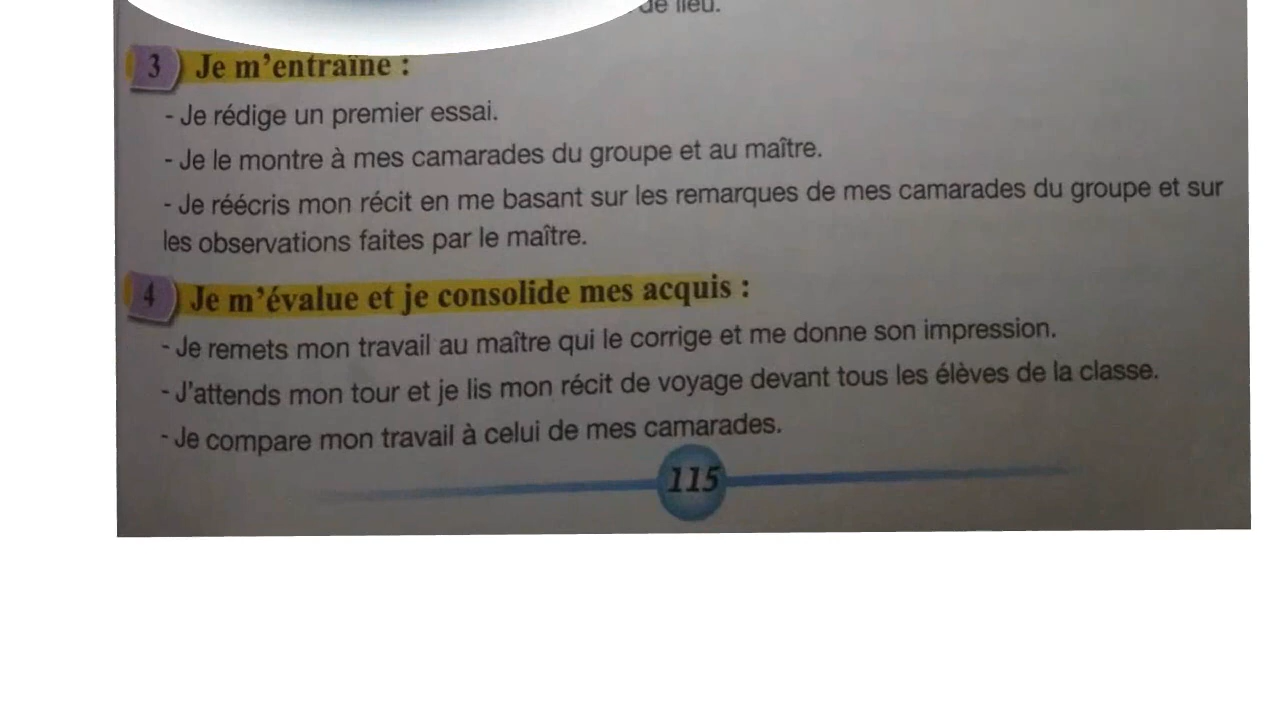 de lieu.
3 Je m'entraîne :
- Je rédige un premier essai.
- Je le montre à mes camarades du groupe et au maître.
- Je réécris mon récit en me basant sur les remarques de mes camarades du groupe et sur
les observations faites par le maître.
4 Je m'évalue et je consolide mes acquis :
- Je remets mon travail au maître qui le corrige et me donne son impression.
- J'attends mon tour et je lis mon récit de voyage devant tous les élèves de la classe.
- Je compare mon travail à celui de mes camarades.
115